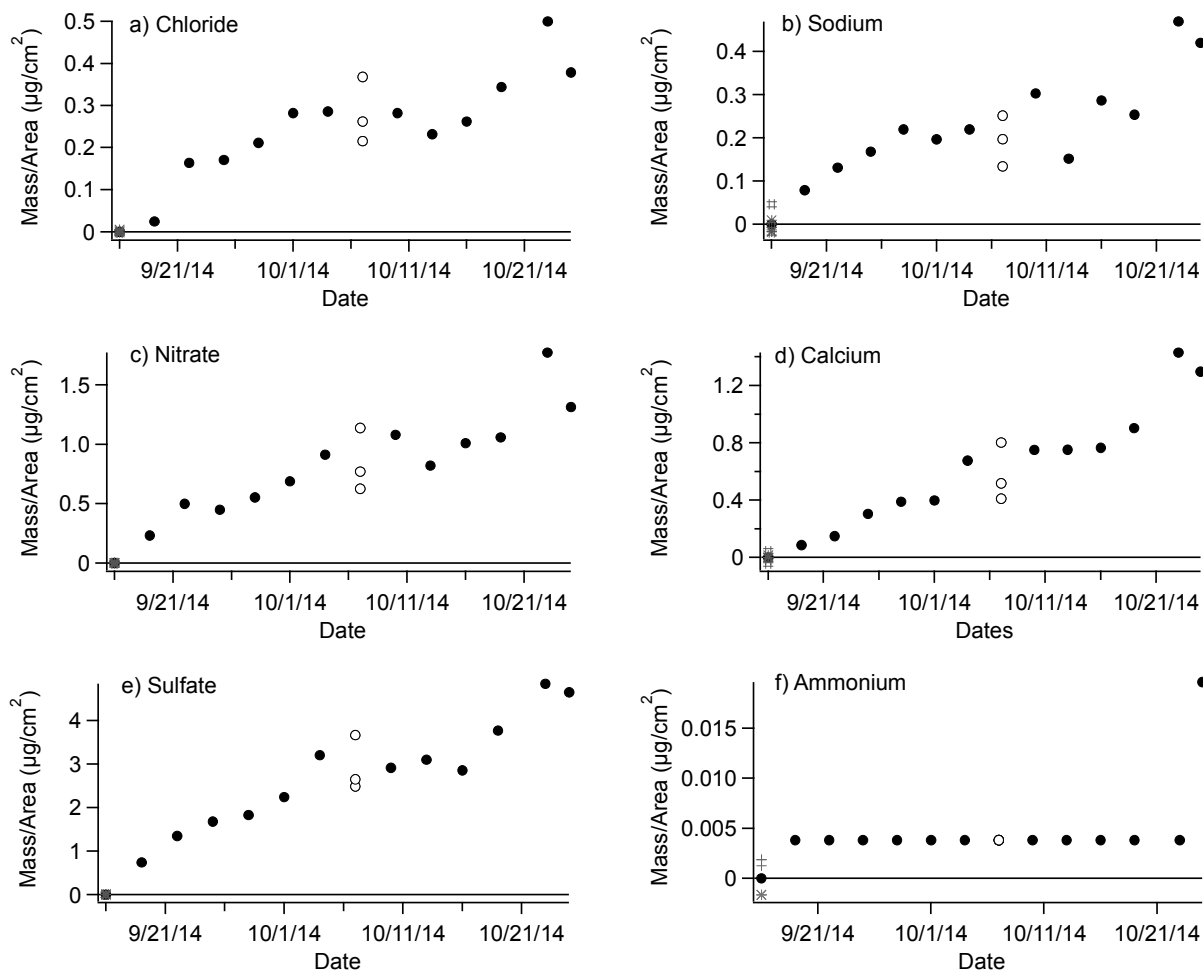 a) Chloride
Mass/Area (µg/cm²)
0.5
0.4
0.3
0.2
0.1
0
9/21/14 10/1/14 10/11/14 10/21/14
Date
b) Sodium
Mass/Area (µg/cm²)
0.4
0.3
0.2
0.1
0
9/21/14 10/1/14 10/11/14 10/21/14
Date
c) Nitrate
Mass/Area (µg/cm²)
1.5
1.0
0.5
0
9/21/14 10/1/14 10/11/14 10/21/14
Date
d) Calcium
Mass/Area (µg/cm²)
1.2
0.8
0.4
0
9/21/14 10/1/14 10/11/14 10/21/14
Dates
e) Sulfate
Mass/Area (µg/cm²)
4
3
2
1
0
9/21/14 10/1/14 10/11/14 10/21/14
Date
f) Ammonium
Mass/Area (µg/cm²)
0.015
0.010
0.005
0
9/21/14 10/1/14 10/11/14 10/21/14
Date